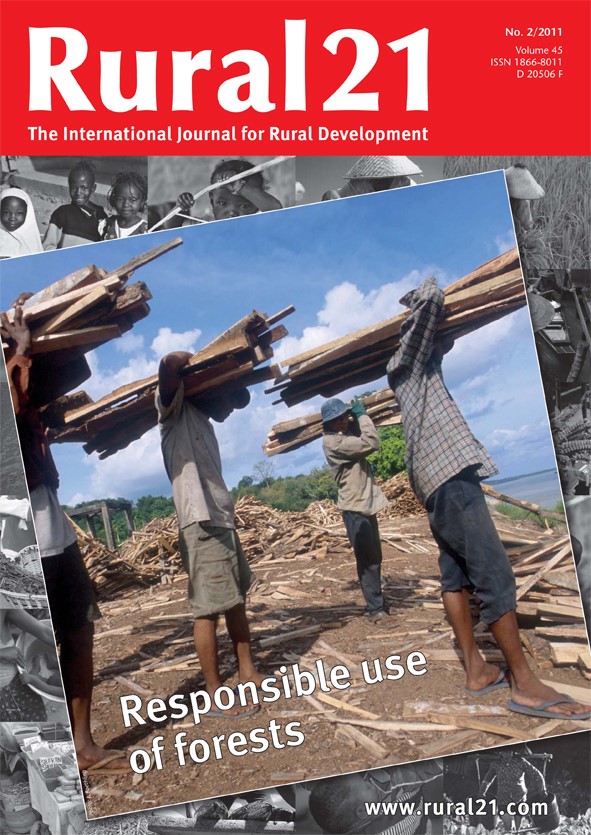 Rural21
The International Journal for Rural Development
No. 2/2011
Volume 45
ISSN 1866-8011
D 20506 F
Responsible use
of forests
www.rural21.com